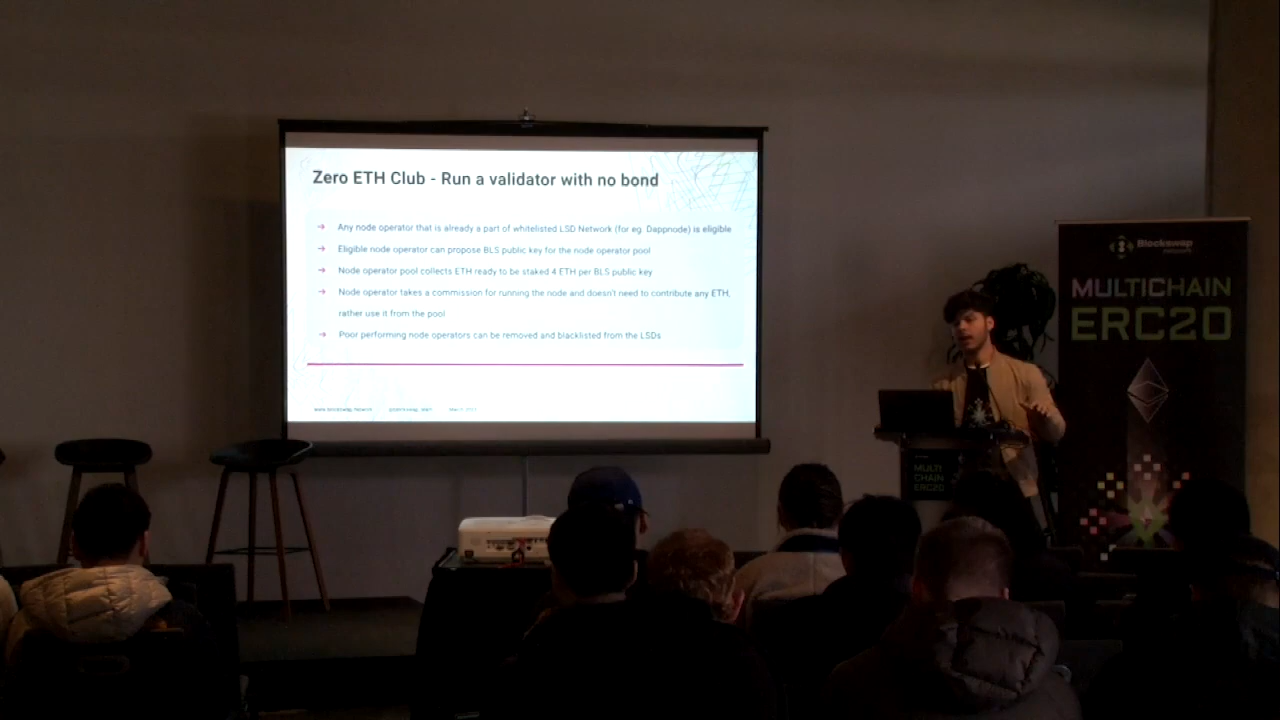 Zero ETH Club - Run a validator with no bond
→ Any node operator that is already a part of whitelisted LSD Network (for eg. Dappnode) is eligible
→ Eligible node operator can propose BLS public key for the node operator pool
→ Node operator pool collects ETH ready to be staked 4 ETH per BLS public key
→ Node operator takes a commission for running the node and doesn't need to contribute any ETH,
rather use it from the pool
→ Poor performing node operators can be removed and blacklisted from the LSDs
www.blockswap.network
Blockswap
network
MULTICHAIN
ERC20
MULTI
CHAIN
ERC20